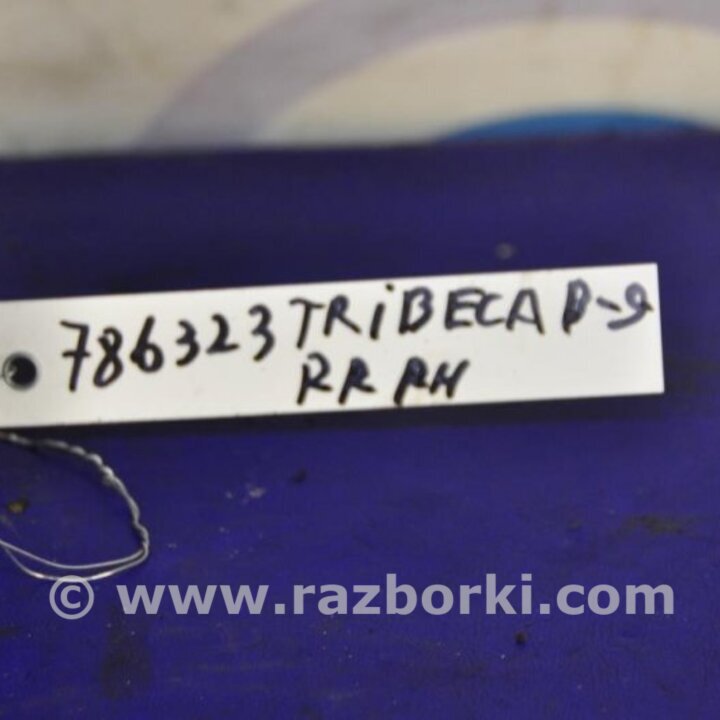 786323 TRiBECA B-9
RR RH
© www.razborki.com